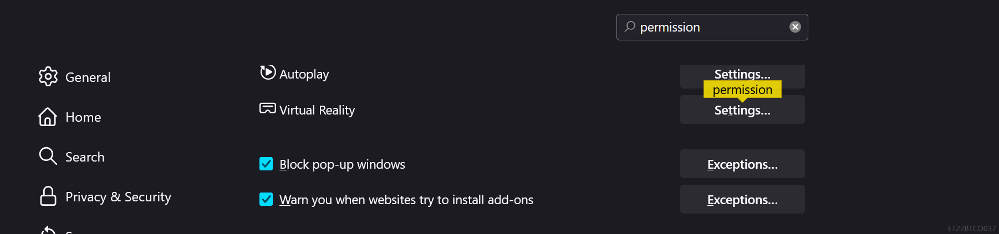 permission
General
Home
Search
Privacy & Security
Autoplay
Settings...
permission
Virtual Reality
Settings...
Block pop-up windows
Exceptions...
Warn you when websites try to install add-ons
Exceptions...
ET22BTCO037